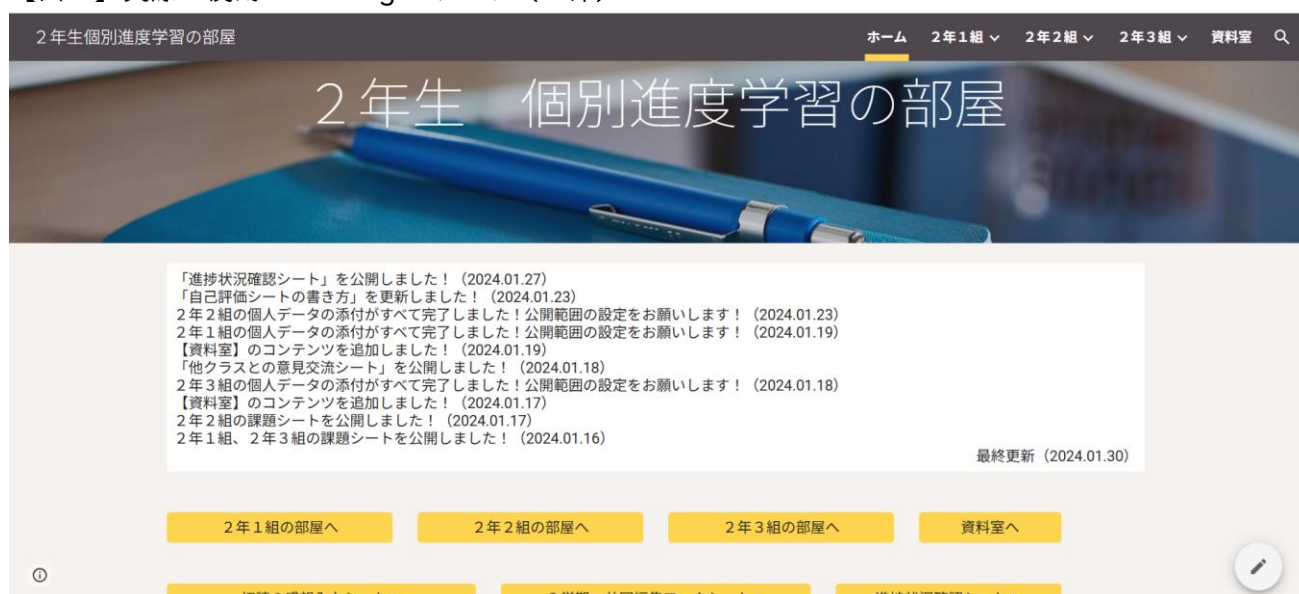 ２年生個別進度学習の部屋
ホーム ２年１組 ２年２組 ２年３組 資料室
２年生 個別進度学習の部屋
「進捗状況確認シート」を公開しました！（2024.01.27）
「自己評価シートの書き方」を更新しました！（2024.01.23）
２年２組の個人データの添付がすべて完了しました！公開範囲の設定をお願いします！（2024.01.23）
２年１組の個人データの添付がすべて完了しました！公開範囲の設定をお願いします！（2024.01.19）
【資料室】のコンテンツを追加しました！（2024.01.19）
「他クラスとの意見交流シート」を公開しました！（2024.01.18）
２年３組の個人データの添付がすべて完了しました！公開範囲の設定をお願いします！（2024.01.18）
【資料室】のコンテンツを追加しました！（2024.01.17）
２年２組の課題シートを公開しました！（2024.01.17）
２年１組、２年３組の課題シートを公開しました！（2024.01.16）
最終更新（2024.01.30）
２年１組の部屋へ ２年２組の部屋へ ２年３組の部屋へ 資料室へ